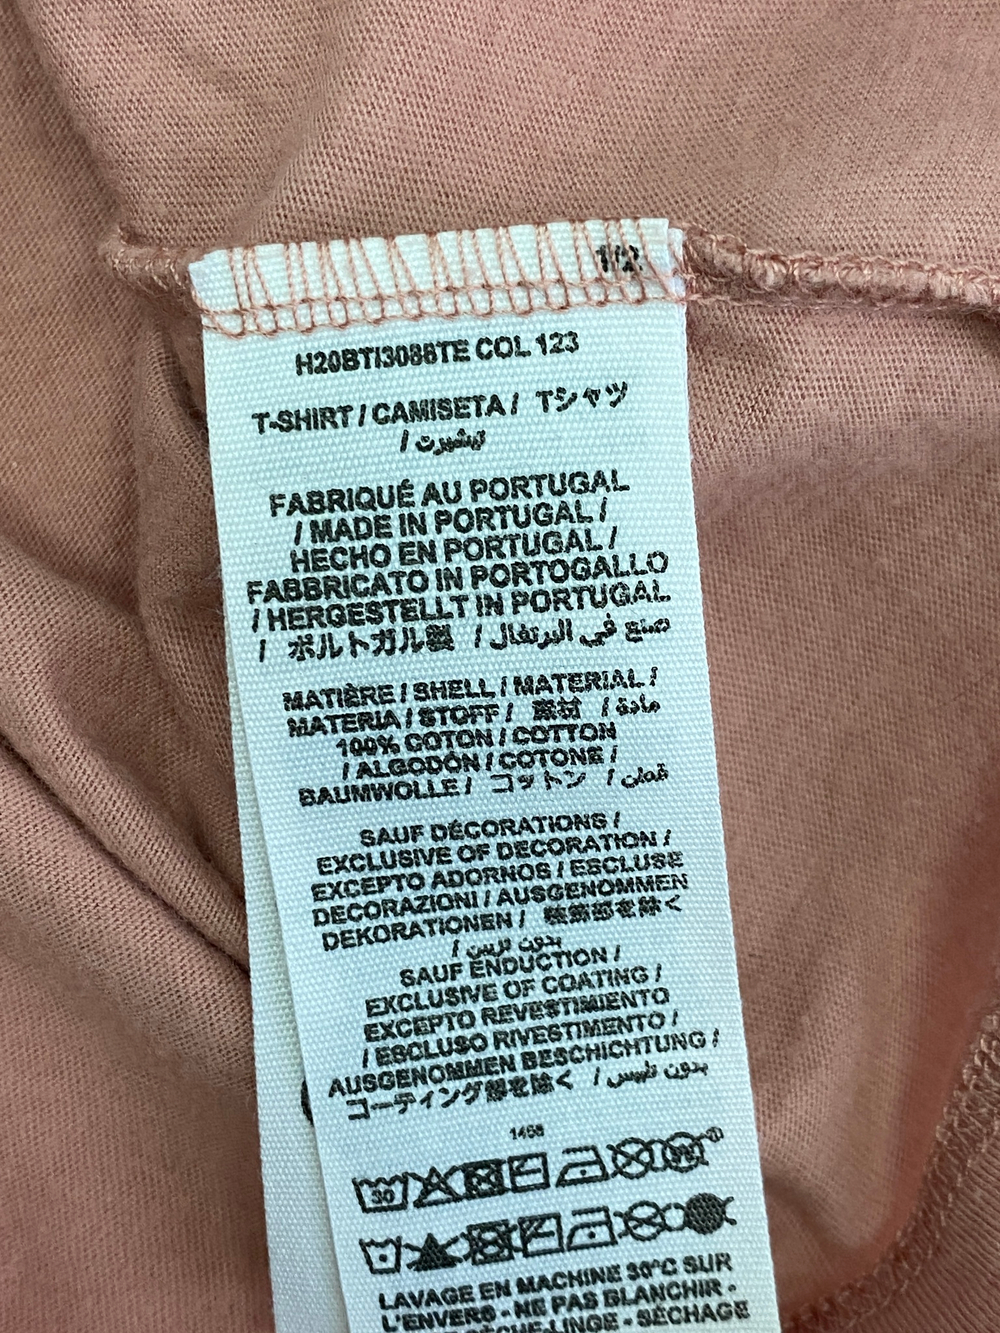 12
H20BTI3086TE COL 123
T-SHIRT / CAMISETA / Tシャツ
/ تيشيرت
FABRIQUÉ AU PORTUGAL
/ MADE IN PORTUGAL /
HECHO EN PORTUGAL /
FABBRICATO IN PORTOGALLO
/ HERGESTELLT IN PORTUGAL
/ ポルトガル製 / صنع في البرتغال
MATIÈRE / SHELL / MATERIAL /
MATERIA / STOFF / 素材 / مادة
100% COTON / COTTON
/ ALGODÓN / COTONE /
BAUMWOLLE / コットン / قطن
SAUF DÉCORATIONS /
EXCLUSIVE OF DECORATION /
EXCEPTO ADORNOS / ESCLUSE
DECORAZIONI / AUSGENOMMEN
DEKORATIONEN / 装飾部を除く
/ بدون تزيين
SAUF ENDUCTION /
EXCLUSIVE OF COATING /
EXCEPTO REVESTIMIENTO
/ ESCLUSO RIVESTIMENTO /
AUSGENOMMEN BESCHICHTUNG /
コーティング部を除く / بدون تلبيس
1458
30 W
LAVAGE EN MACHINE 30°C SUR
L'ENVERS - NE PAS BLANCHIR -
SÈCHE-LINGE - SÉCHAGE